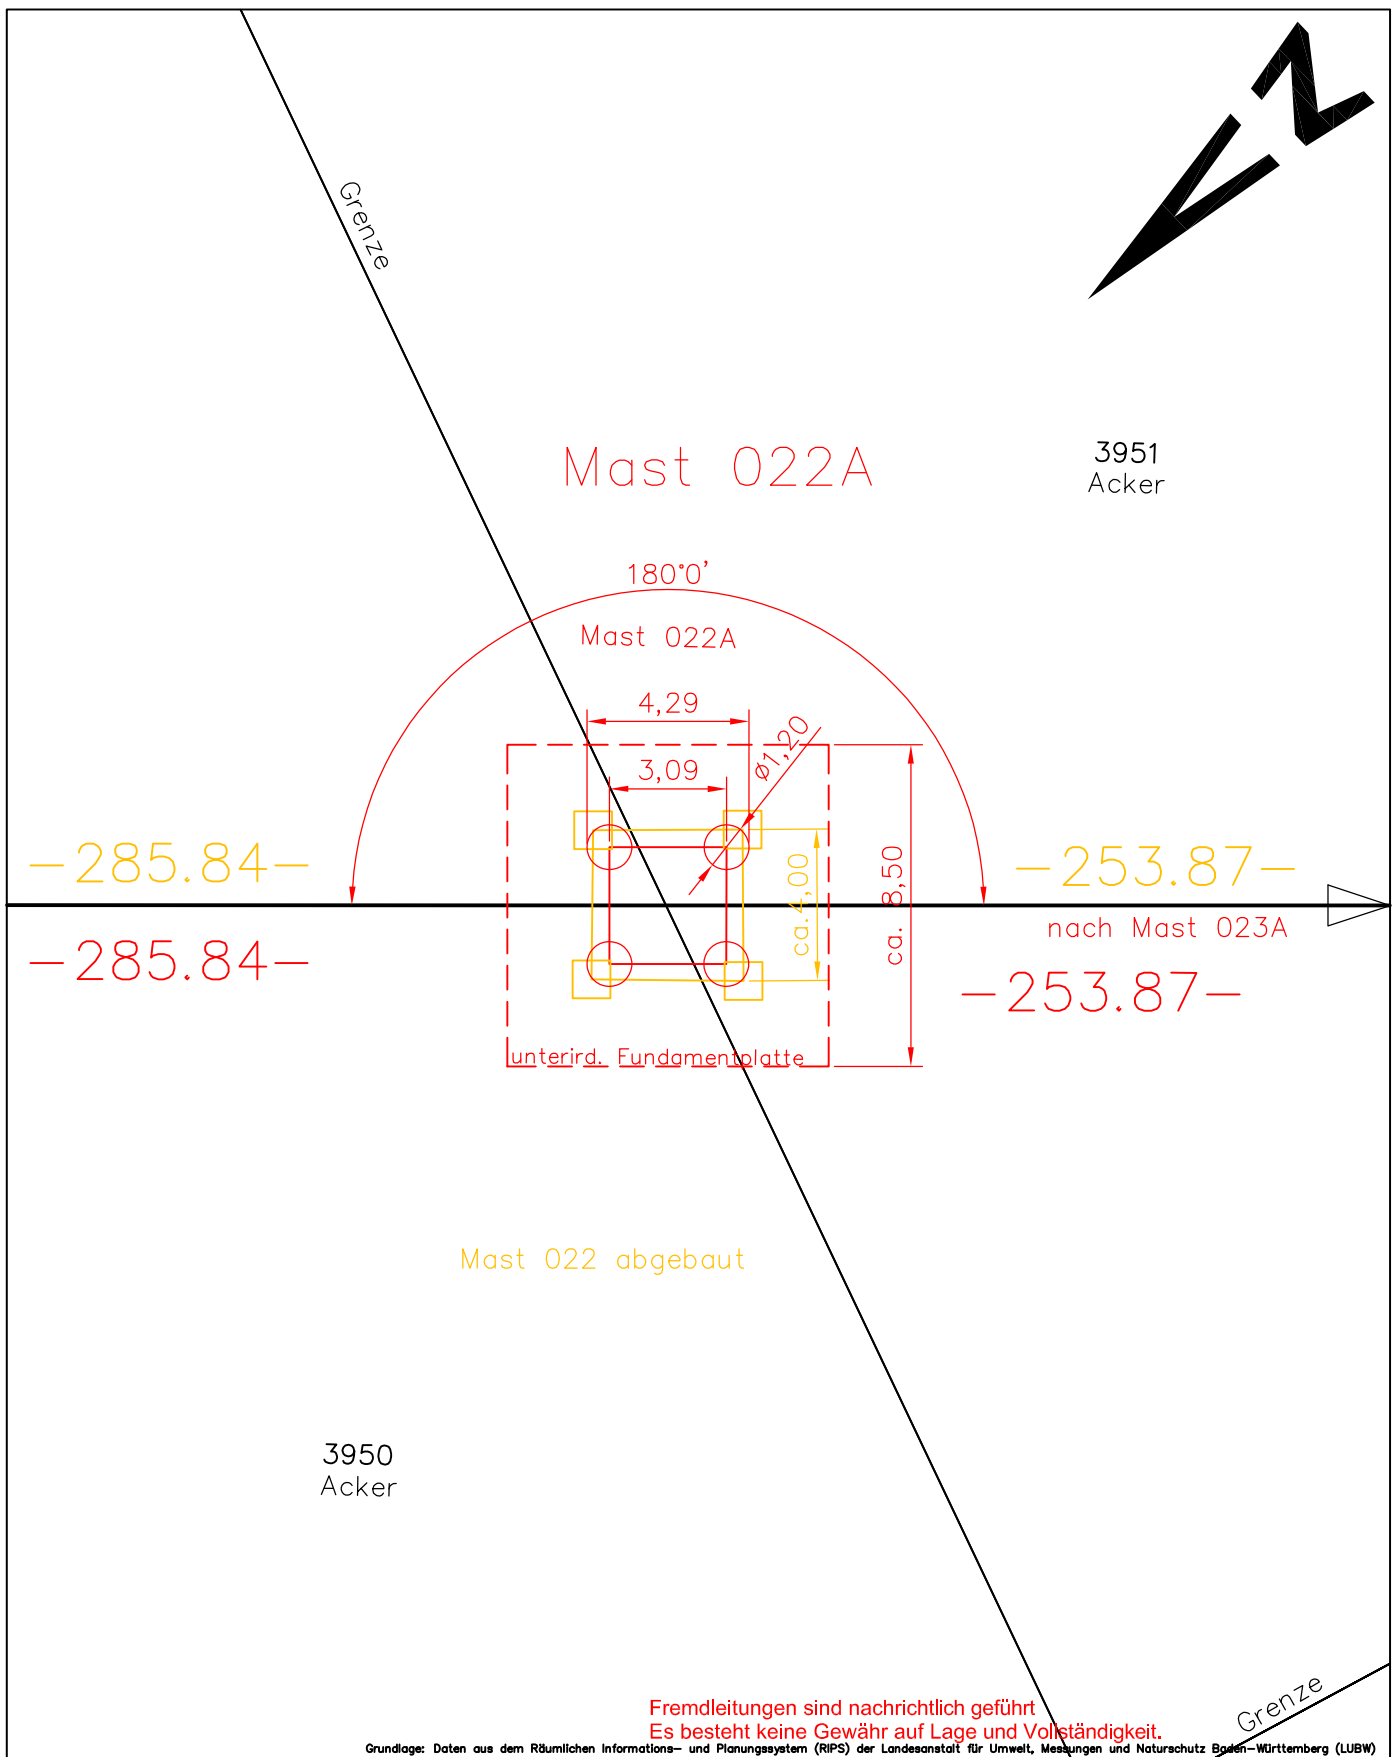 N
Grenze
Mast 022A
3951
Acker
180°0'
Mast 022A
4,29
3,09
ø1,20
-285.84-
-253.87-
ca.4,00
ca. 8,50
nach Mast 023A
-285.84-
-253.87-
unterird. Fundamentplatte
Mast 022 abgebaut
3950
Acker
Grenze
Fremdleitungen sind nachrichtlich geführt
Es besteht keine Gewähr auf Lage und Vollständigkeit.
Grundlage: Daten aus dem Räumlichen Informations- und Planungssystem (RIPS) der Landesanstalt für Umwelt, Messungen und Naturschutz Baden-Württemberg (LUBW)